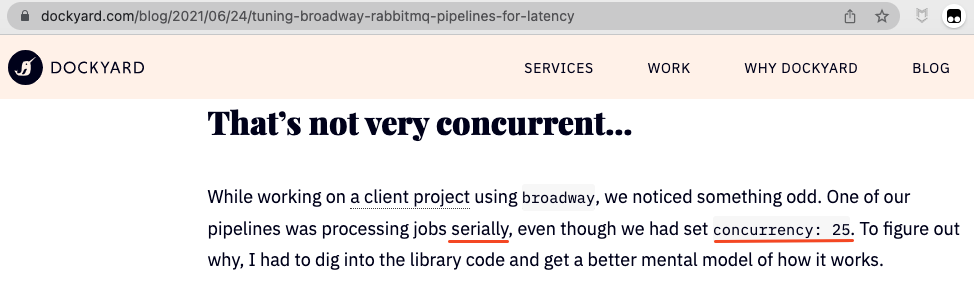 dockyard.com/blog/2021/06/24/tuning-broadway-rabbitmq-pipelines-for-latency
DOCKYARD SERVICES WORK WHY DOCKYARD BLOG
That's not very concurrent...
While working on a client project using broadway, we noticed something odd. One of our
pipelines was processing jobs serially, even though we had set concurrency: 25. To figure out
why, I had to dig into the library code and get a better mental model of how it works.